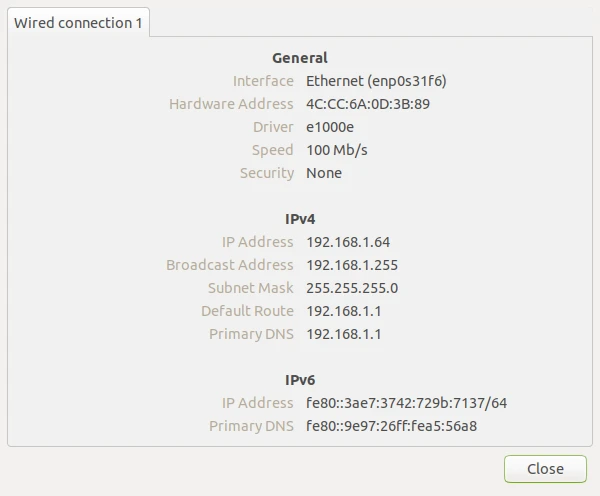 Wired connection 1
General
Interface Ethernet (enp0s31f6)
Hardware Address 4C:CC:6A:0D:3B:89
Driver e1000e
Speed 100 Mb/s
Security None
IPv4
IP Address 192.168.1.64
Broadcast Address 192.168.1.255
Subnet Mask 255.255.255.0
Default Route 192.168.1.1
Primary DNS 192.168.1.1
IPv6
IP Address fe80::3ae7:3742:729b:7137/64
Primary DNS fe80::9e97:26ff:fea5:56a8
Close